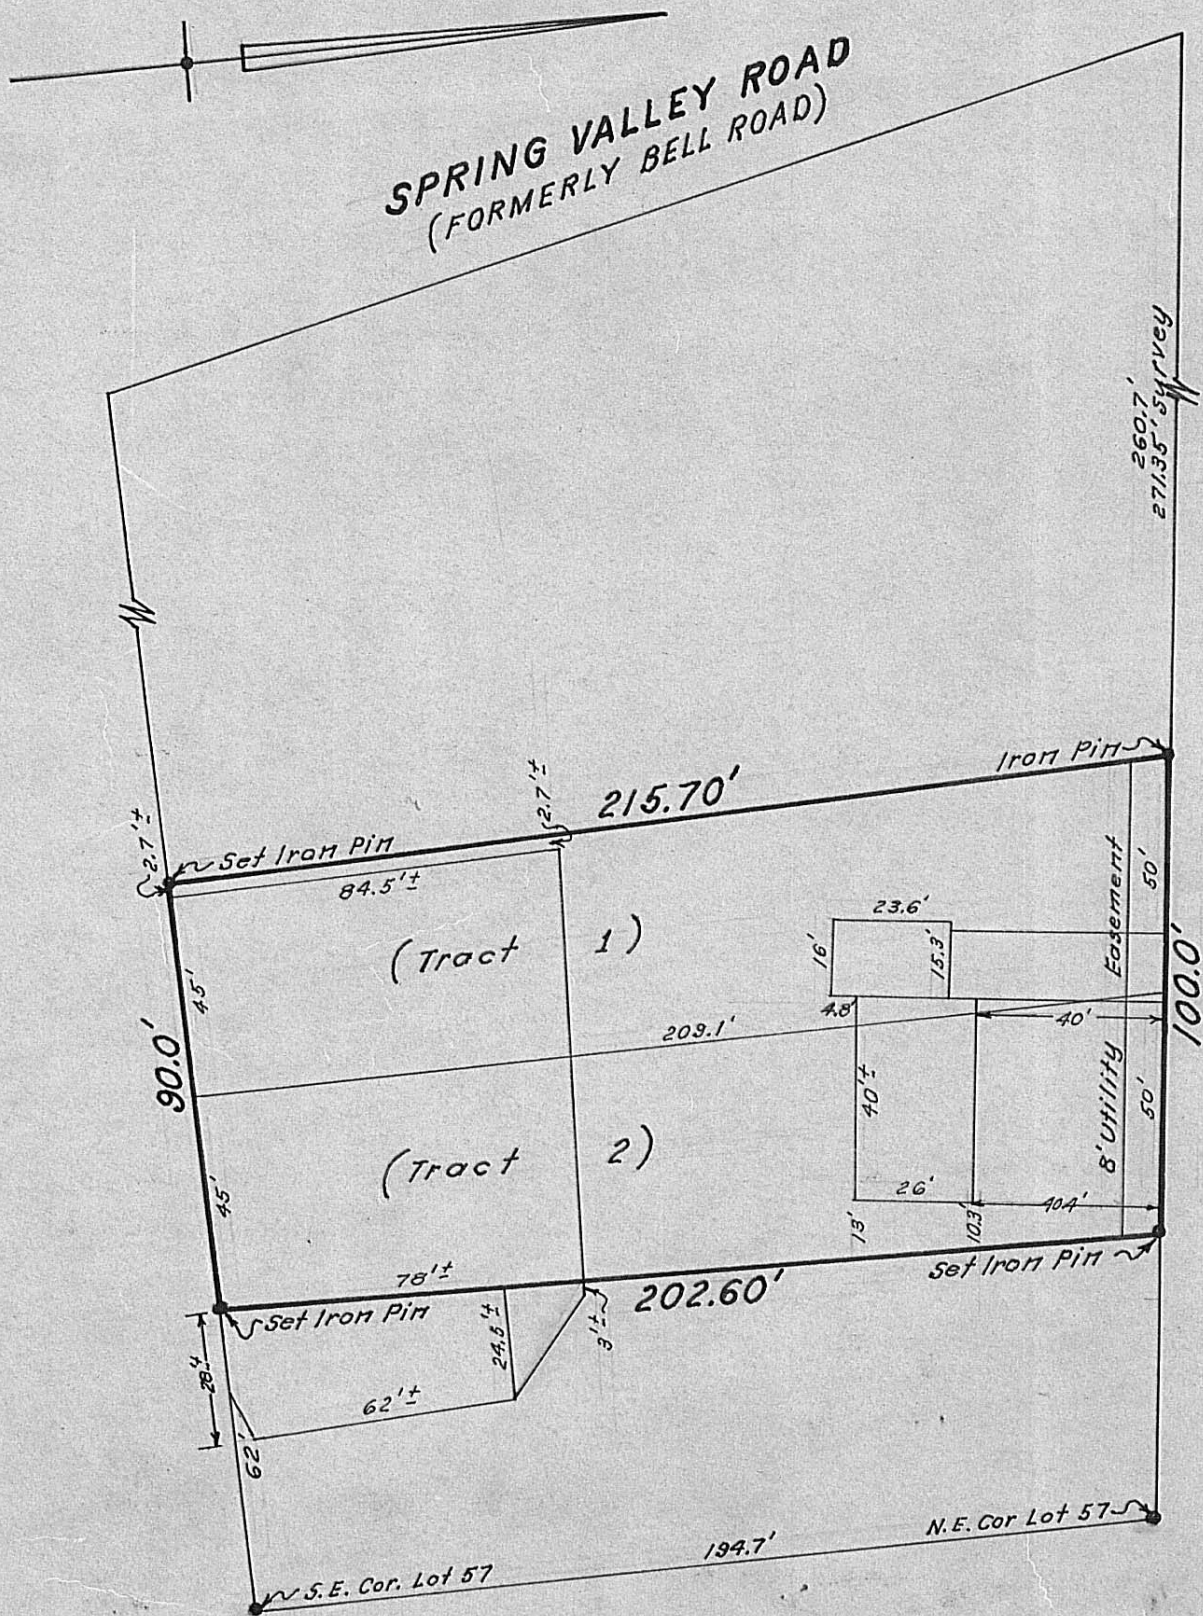 SPRING VALLEY ROAD
(FORMERLY BELL ROAD)
260.7'
271.35' survey
Iron Pin
2.7'±
215.70'
2.7'±
Set Iron Pin
84.5'±
(Tract 1)
23.6'
16'
15.3'
Easement
50'
45'
4.8'
40'
100.0'
209.1'
90.0'
40'±
8' Utility
50'
(Tract 2)
45'
26'
40.4'
13'
10.3'
Set Iron Pin
78'±
202.60'
Set Iron Pin
24.5'±
3'±
28'±
62'±
62'
N.E. Cor Lot 57
194.7'
S.E. Cor. Lot 57